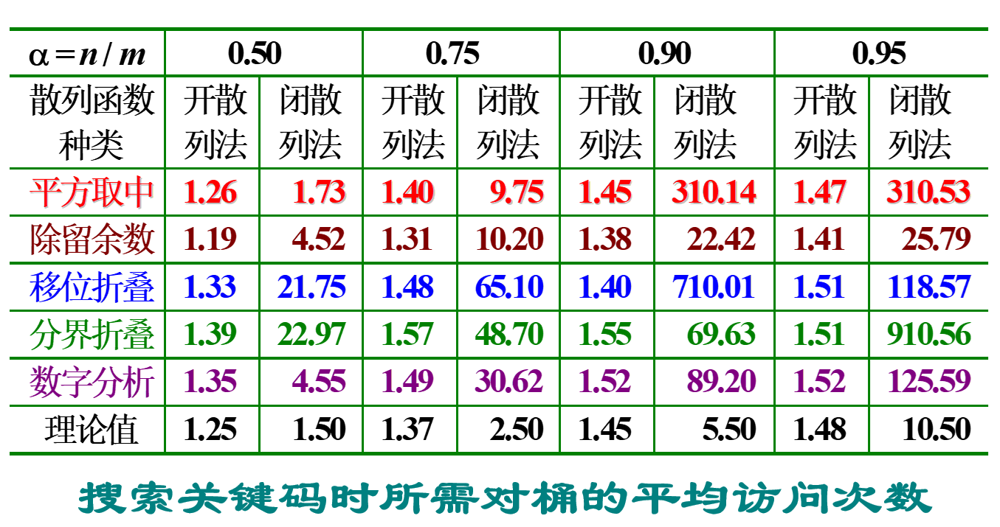 α = n / m 0.50 0.75 0.90 0.95
散列函数 开散 闭散 开散 闭散 开散 闭散 开散 闭散
种类 列法 列法 列法 列法 列法 列法 列法 列法
平方取中 1.26 1.73 1.40 9.75 1.45 310.14 1.47 310.53
除留余数 1.19 4.52 1.31 10.20 1.38 22.42 1.41 25.79
移位折叠 1.33 21.75 1.48 65.10 1.40 710.01 1.51 118.57
分界折叠 1.39 22.97 1.57 48.70 1.55 69.63 1.51 910.56
数字分析 1.35 4.55 1.49 30.62 1.52 89.20 1.52 125.59
理论值 1.25 1.50 1.37 2.50 1.45 5.50 1.48 10.50
搜索关键码时所需对桶的平均访问次数